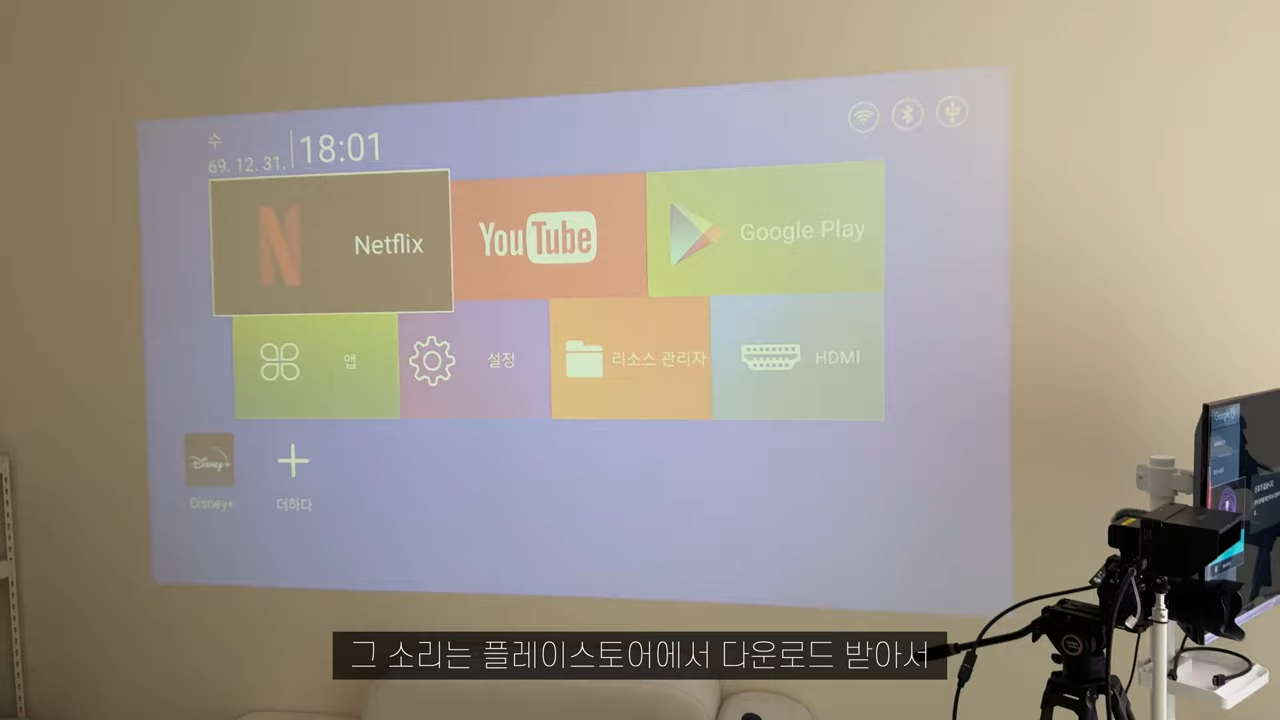 수
69. 12. 31.
18:01
N
Netflix
YouTube
Google Play
앱
설정
리소스 관리자
HDMI
Disney+
Disney+
더하다
그 소리는 플레이스토어에서 다운로드 받아서